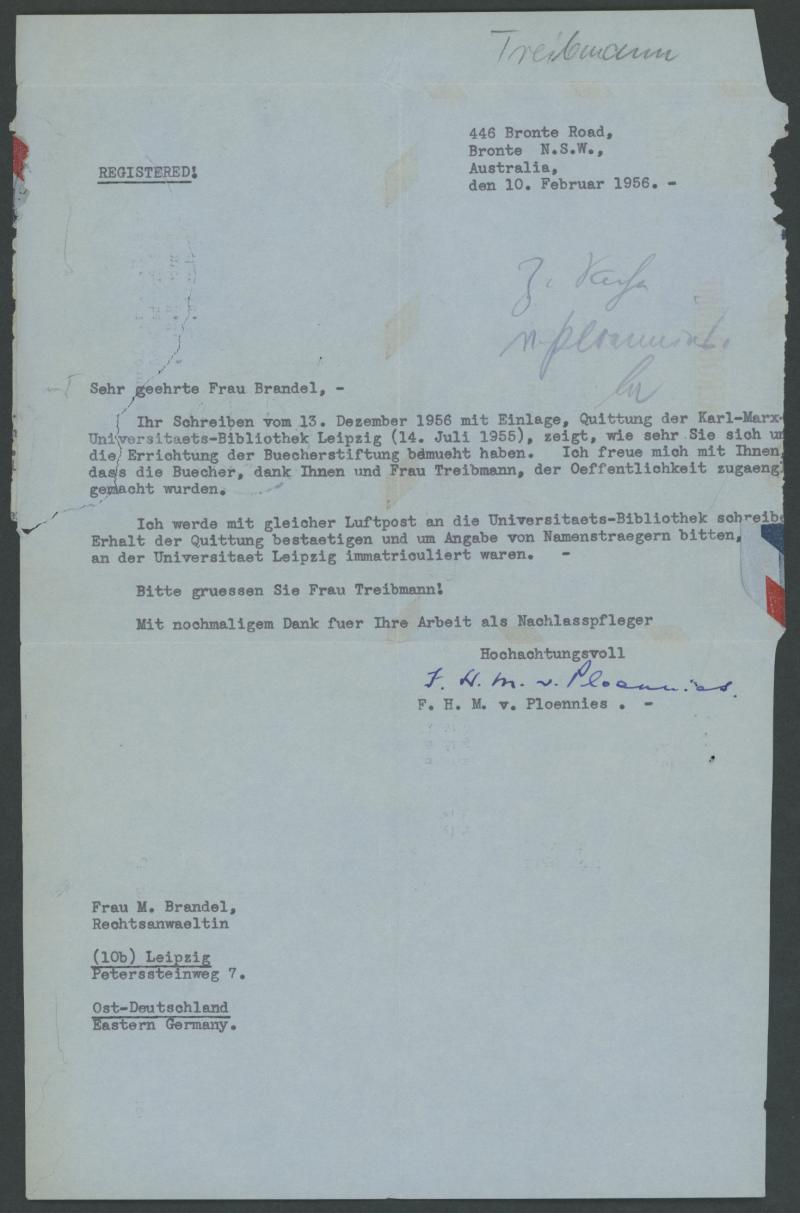 Treibmann
446 Bronte Road,
Bronte N.S.W.,
Australia,
den 10. Februar 1956. -
REGISTERED!
z.
v. Ploennies.
Sehr geehrte Frau Brandel, -
Ihr Schreiben vom 13. Dezember 1956 mit Einlage, Quittung der Karl-Marx-
Universitaets-Bibliothek Leipzig (14. Juli 1955), zeigt, wie sehr Sie sich um
die Errichtung der Buecherstiftung bemueht haben. Ich freue mich mit Ihnen,
dass die Buecher, dank Ihnen und Frau Treibmann, der Oeffentlichkeit zugaengl
gemacht wurden.
Ich werde mit gleicher Luftpost an die Universitaets-Bibliothek schreibe
Erhalt der Quittung bestaetigen und um Angabe von Namenstraegern bitten,
an der Universitaet Leipzig immatriculiert waren. -
Bitte gruessen Sie Frau Treibmann!
Mit nochmaligem Dank fuer Ihre Arbeit als Nachlasspfleger
Hochachtungsvoll
F. H. M. v. Ploennies.
F. H. M. v. Ploennies . -
Frau M. Brandel,
Rechtsanwaeltin
(10b) Leipzig
Peterssteinweg 7.
Ost-Deutschland
Eastern Germany.